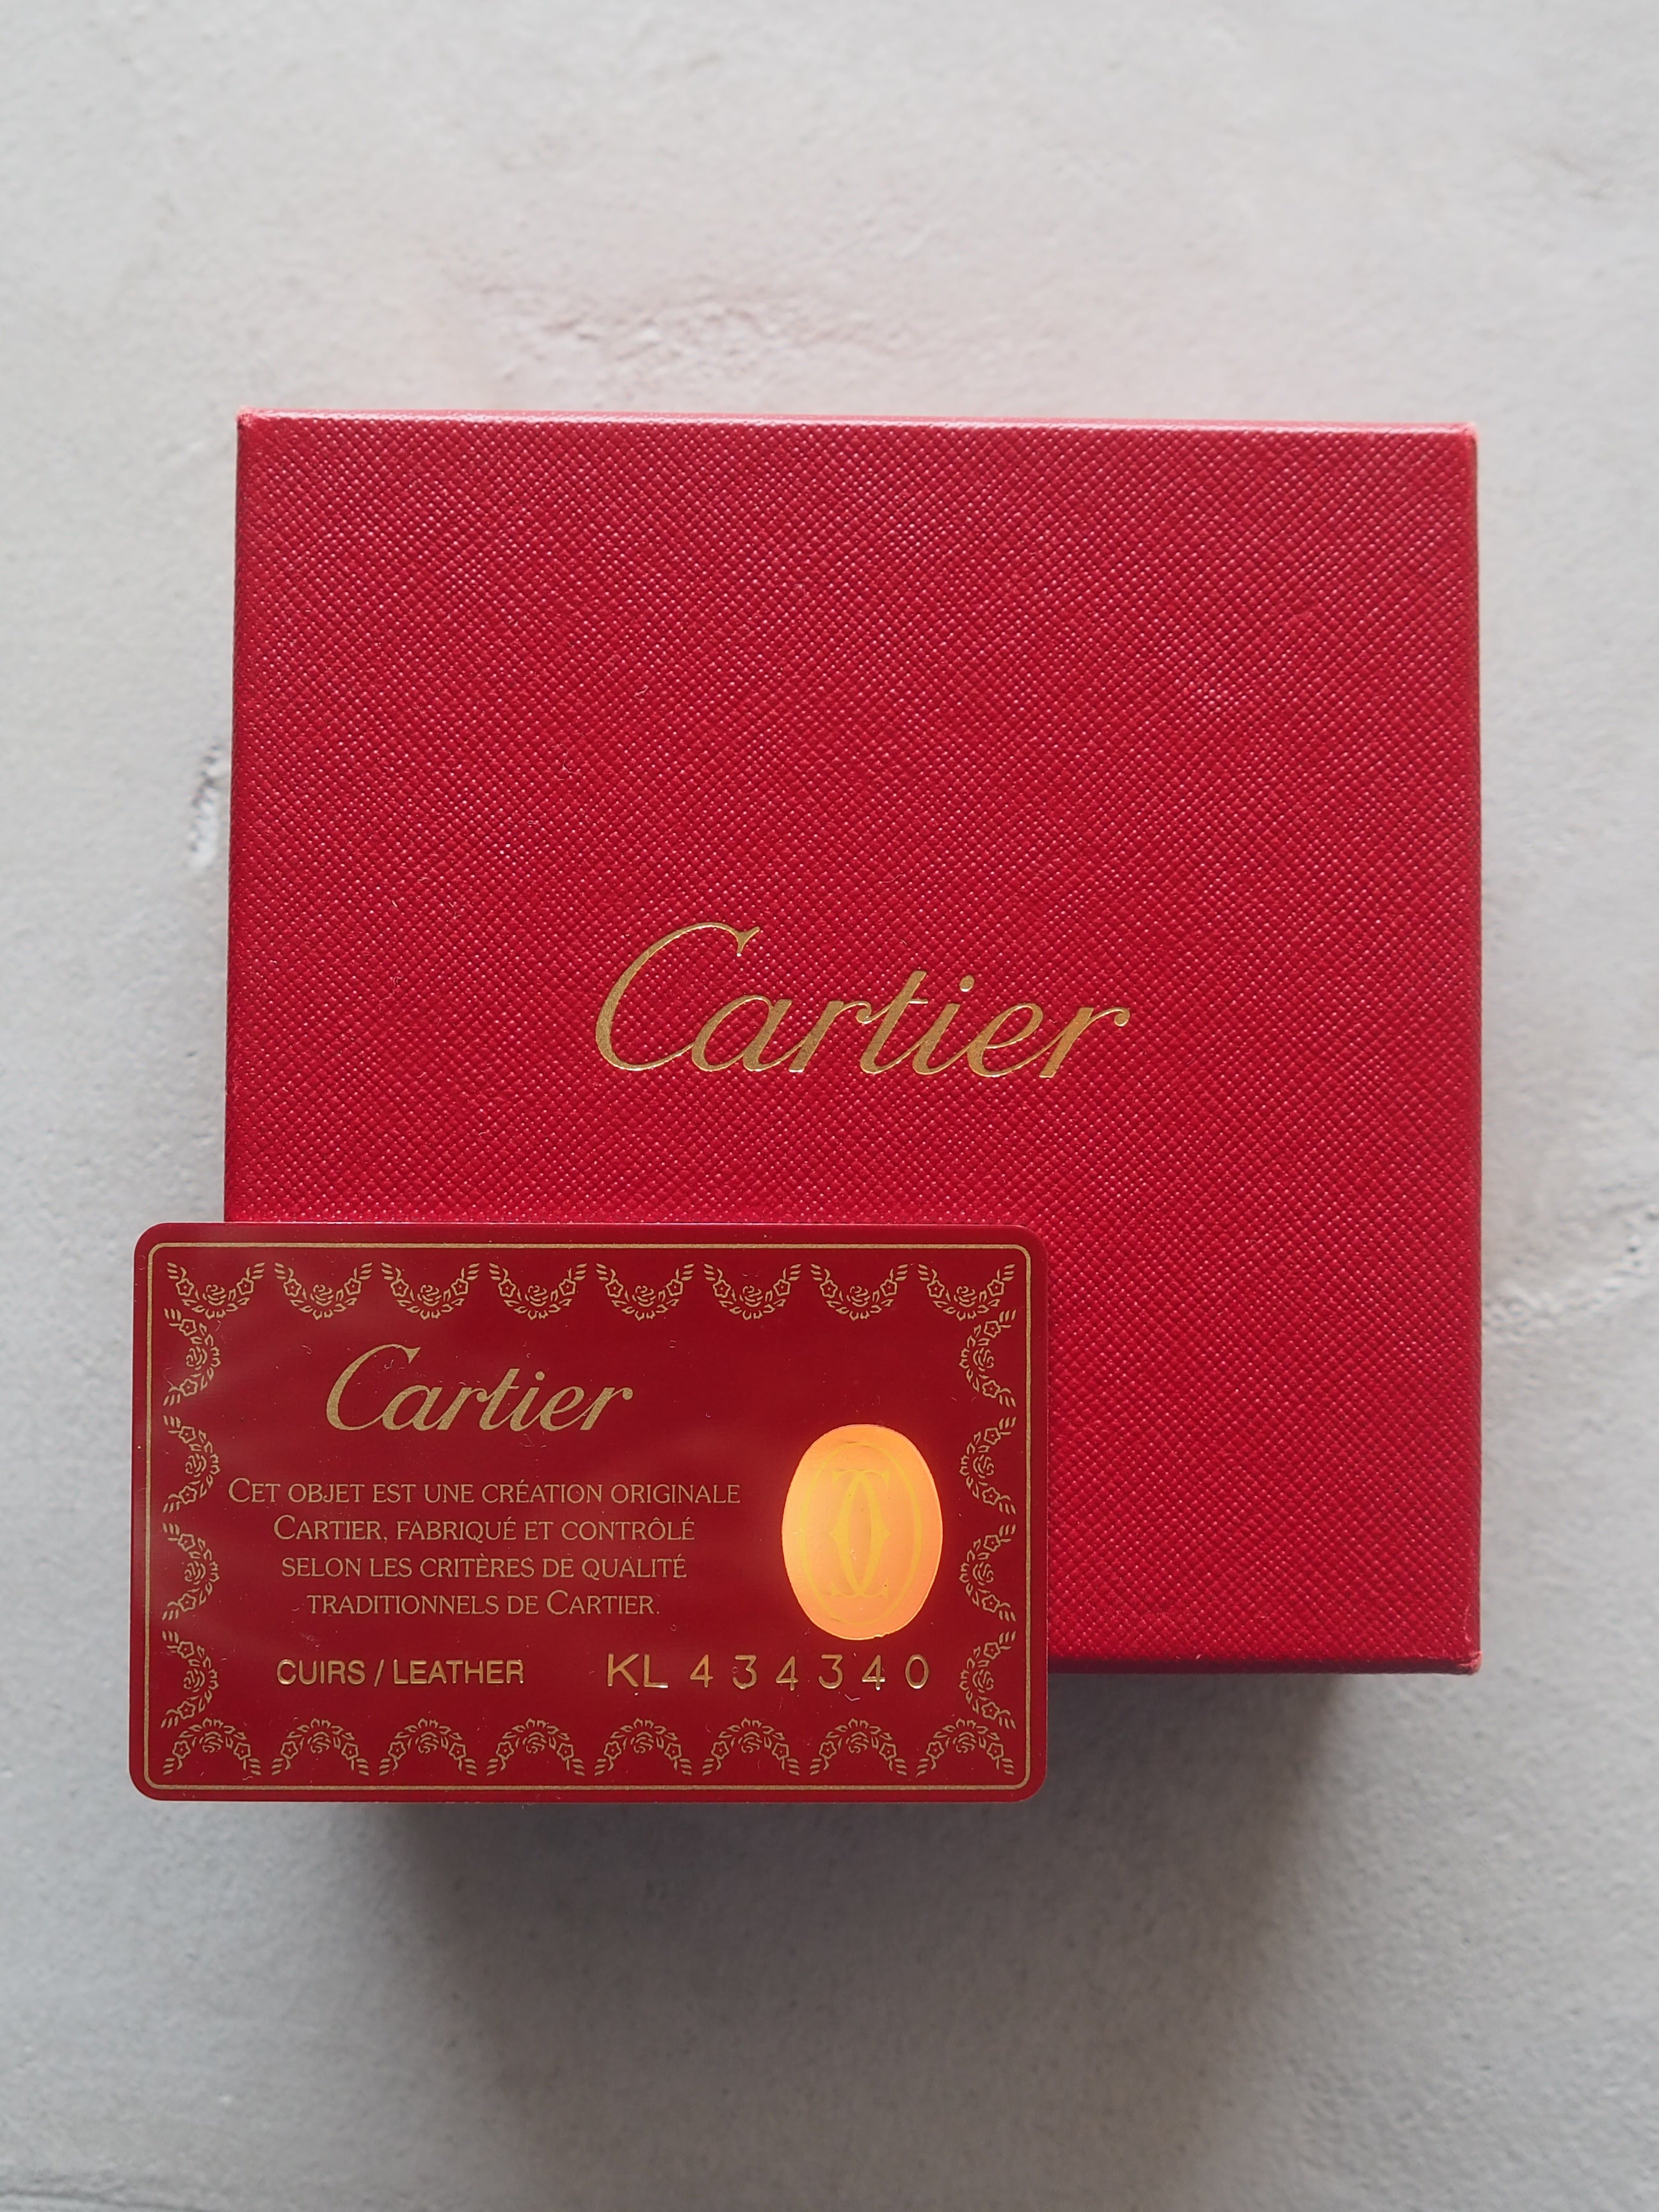 Cartier
Cartier
CET OBJET EST UNE CRÉATION ORIGINALE
CARTIER, FABRIQUÉ ET CONTRÔLÉ
SELON LES CRITÈRES DE QUALITÉ
TRADITIONNELS DE CARTIER.
CUIRS / LEATHER KL 434340